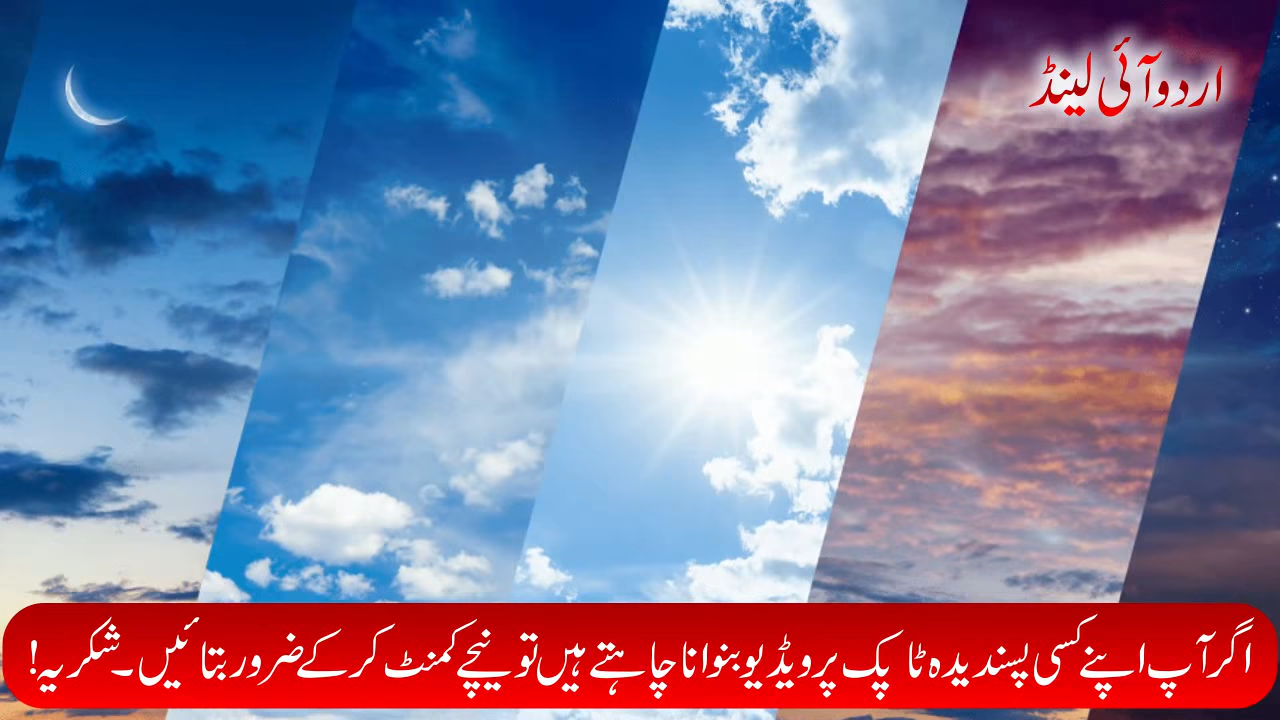 اردو آئی لینڈ
اگر آپ اپنے کسی پسندیدہ ٹاپک پر ویڈیو بنوانا چاہتے ہیں تو نیچے کمنٹ کر کے ضرور بتائیں۔ شکریہ!